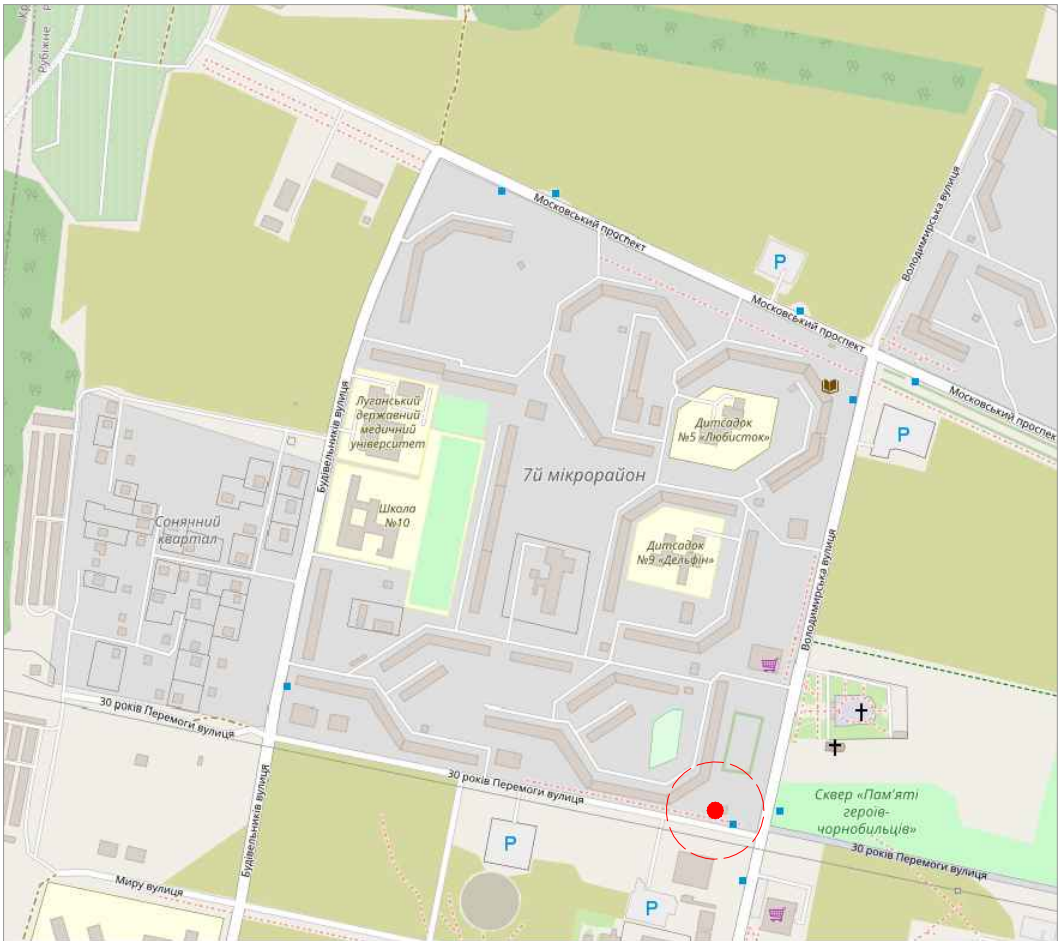 Рубіжне
Московський проспект
Володимирська вулиця
P
Московський проспект
Московський проспек
Будівельників вулиця
Луганський
державний
медичний
університет
Дитсадок
№5 «Любисток»
P
7й мікрорайон
Школа
№10
Сонячний
квартал
Дитсадок
№9 «Дельфін»
Володимирська вулиця
30 років Перемоги вулиця
30 років Перемоги вулиця
Сквер «Пам'яті
героїв-
чорнобильців»
30 років Перемоги вулиця
Будівельників вулиця
P
Миру вулиця
P